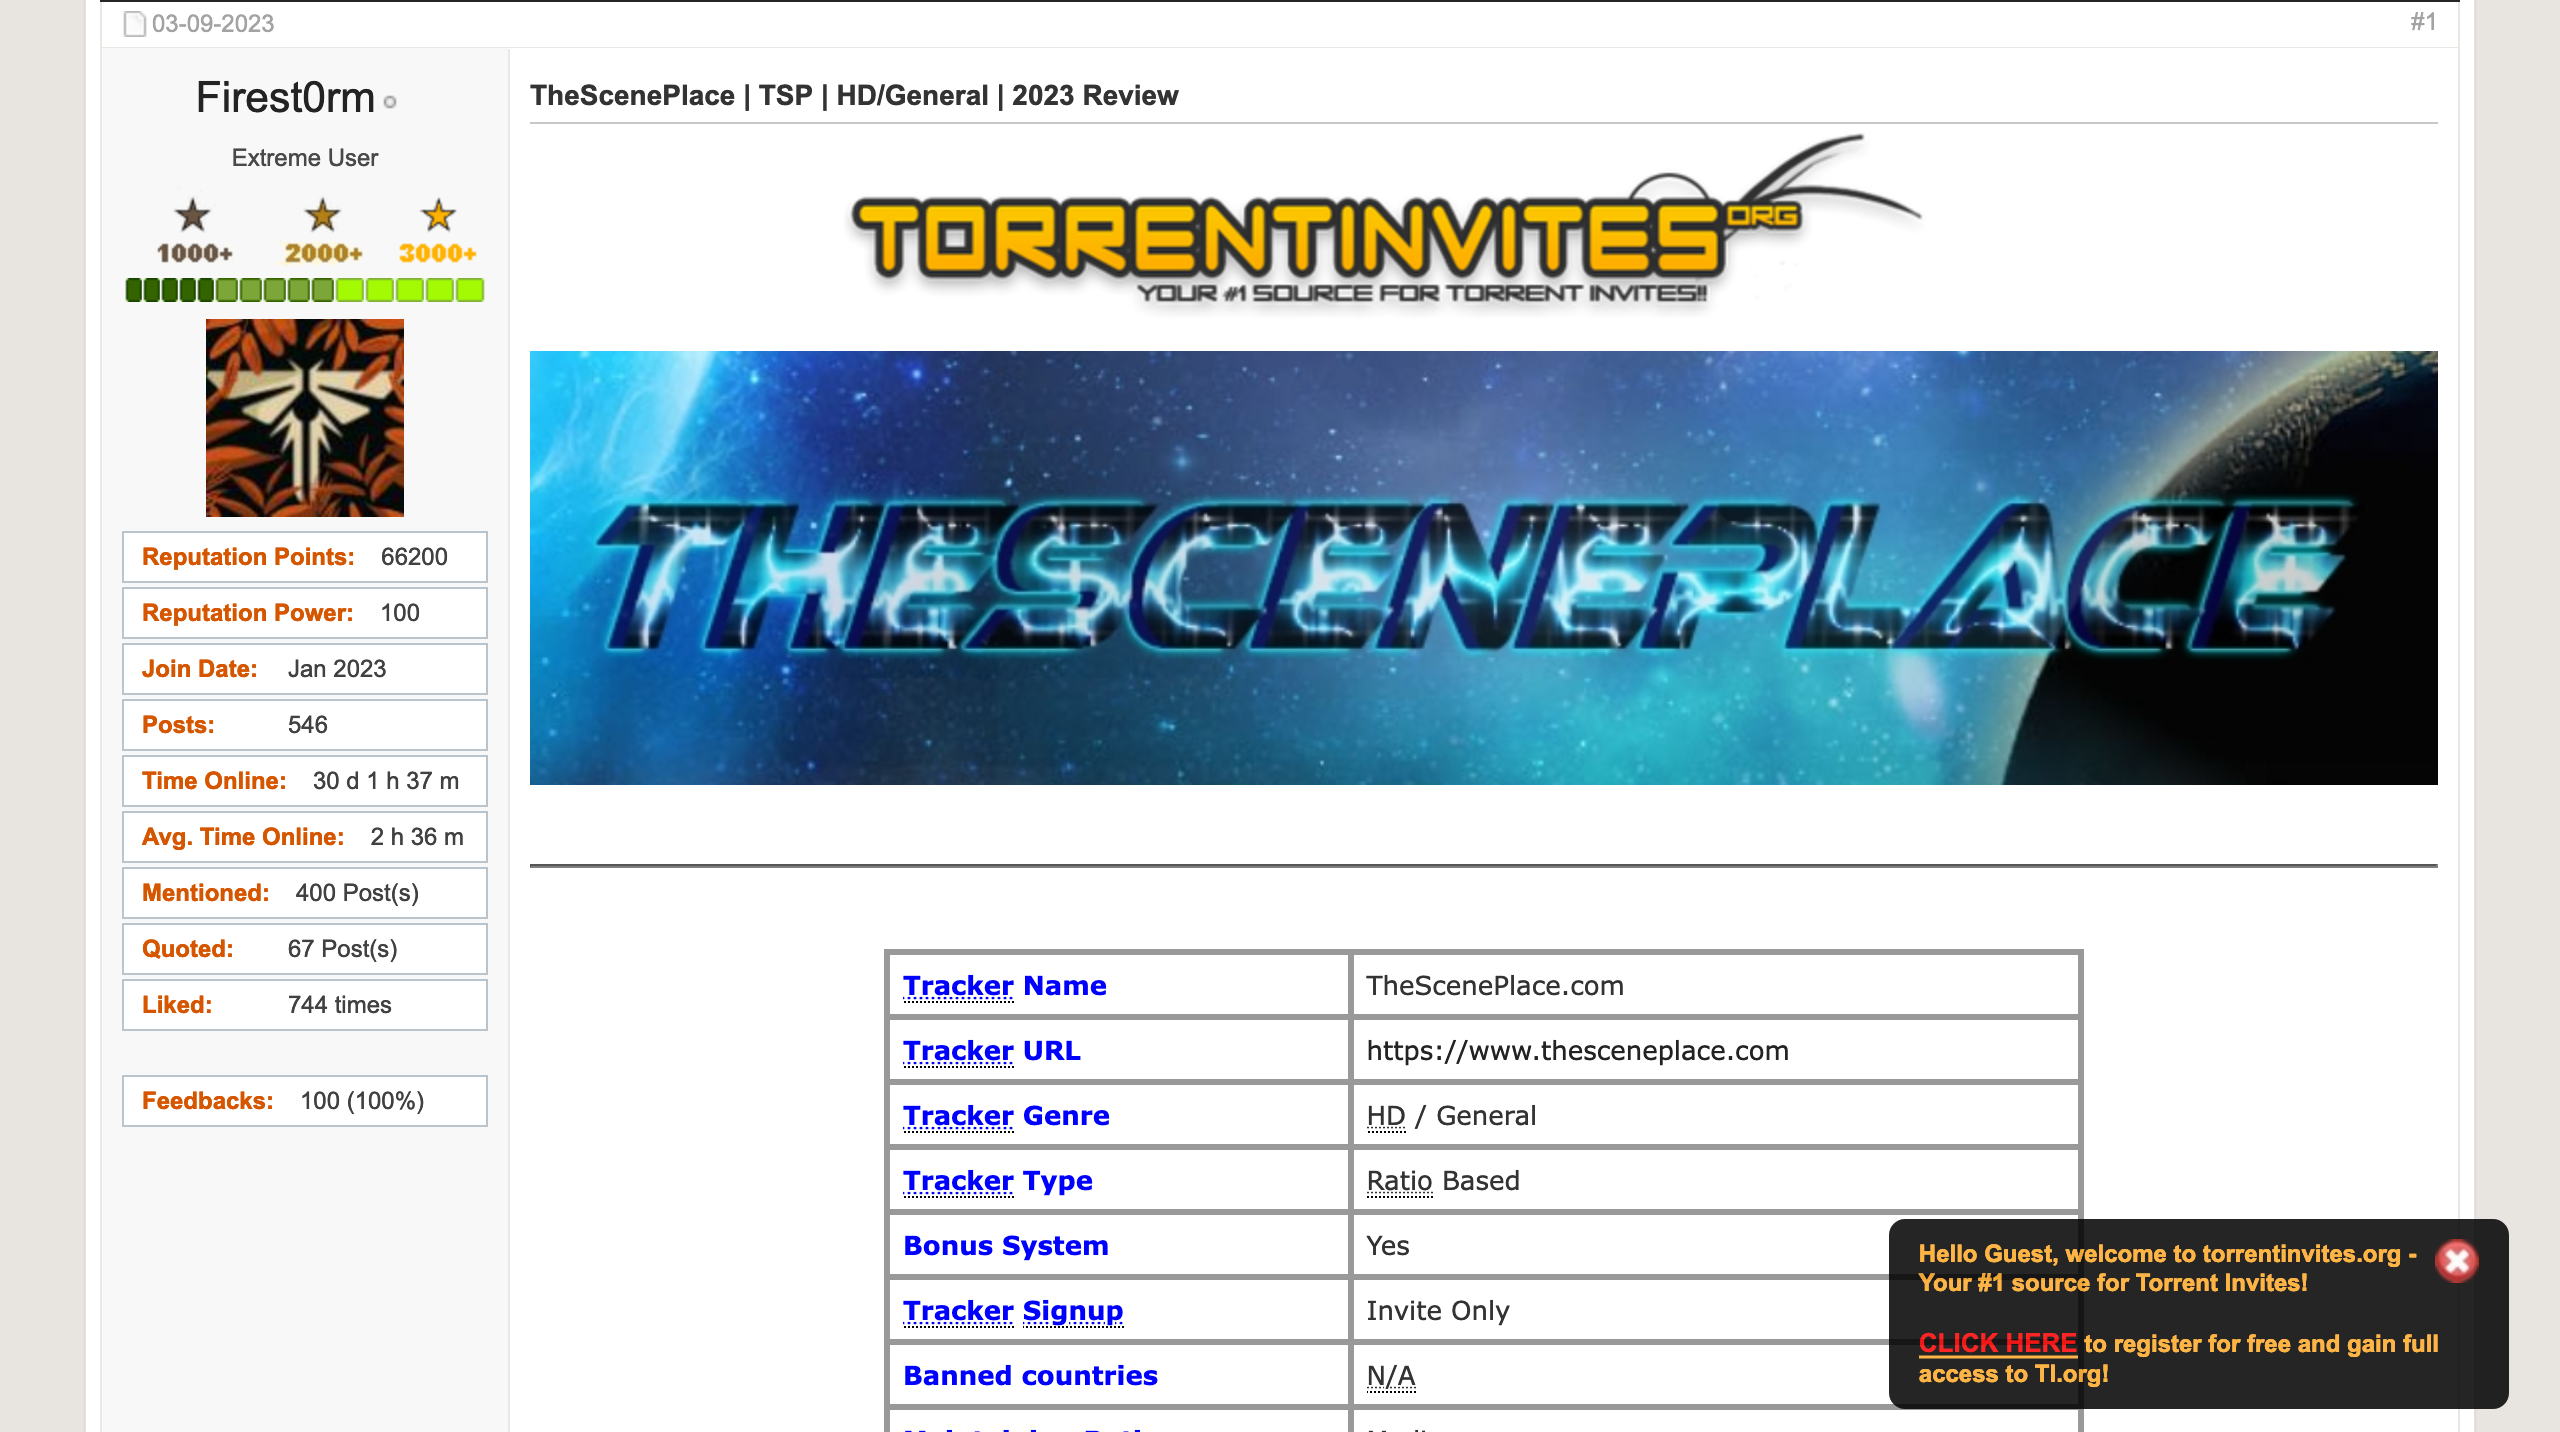 03-09-2023
#1
Firest0rm
Extreme User
1000+ 2000+ 3000+
Reputation Points: 66200
Reputation Power: 100
Join Date: Jan 2023
Posts: 546
Time Online: 30 d 1 h 37 m
Avg. Time Online: 2 h 36 m
Mentioned: 400 Post(s)
Quoted: 67 Post(s)
Liked: 744 times
Feedbacks: 100 (100%)
TheScenePlace | TSP | HD/General | 2023 Review
TORRENTINVITES ORG
YOUR #1 SOURCE FOR TORRENT INVITES!!
THESCENEPLACE
Tracker Name TheScenePlace.com
Tracker URL https://www.thesceneplace.com
Tracker Genre HD / General
Tracker Type Ratio Based
Bonus System Yes
Tracker Signup Invite Only
Banned countries N/A
Hello Guest, welcome to torrentinvites.org -
Your #1 source for Torrent Invites!
CLICK HERE to register for free and gain full
access to TI.org!